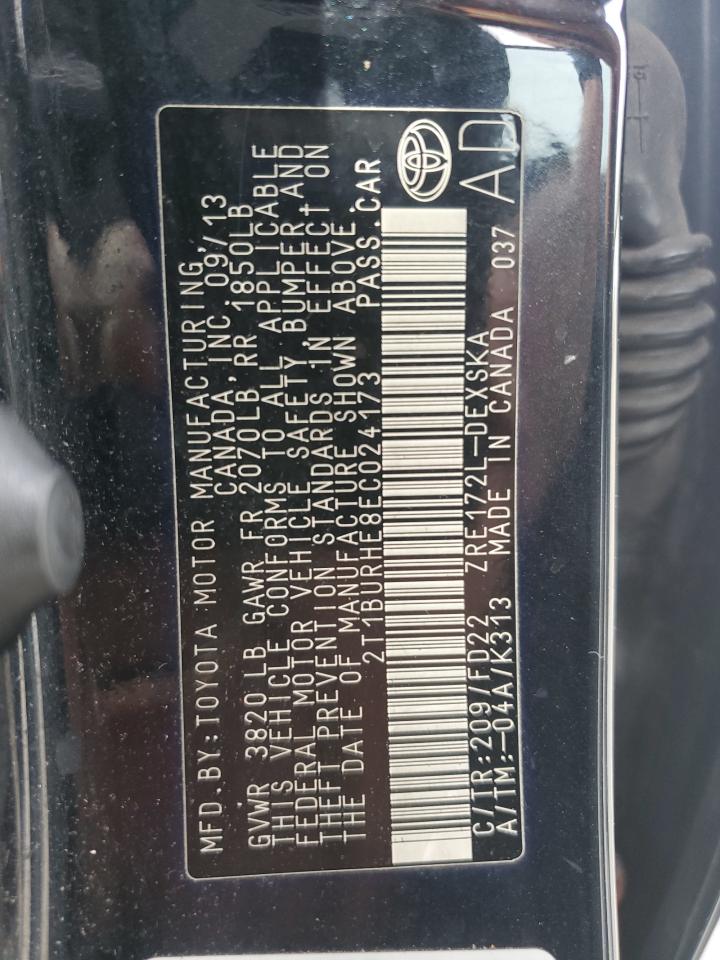 MFD.BY:TOYOTA MOTOR MANUFACTURING,
CANADA,INC.09/13
GVWR 3820LB GAWR FR 2070LB,RR 1850LB
THIS VEHICLE CONFORMS TO ALL APPLICABLE
FEDERAL MOTOR VEHICLE SAFETY, BUMPER,AND
THEFT PREVENTION STANDARDS IN EFFECT ON
THE DATE OF MANUFACTURE SHOWN ABOVE.
2T1BURHE8EC024173 PASS.CAR
C/TR:209/FD22 ZRE172L-DEXSKA
A/TM:-04A/K313 MADE IN CANADA 037
AD